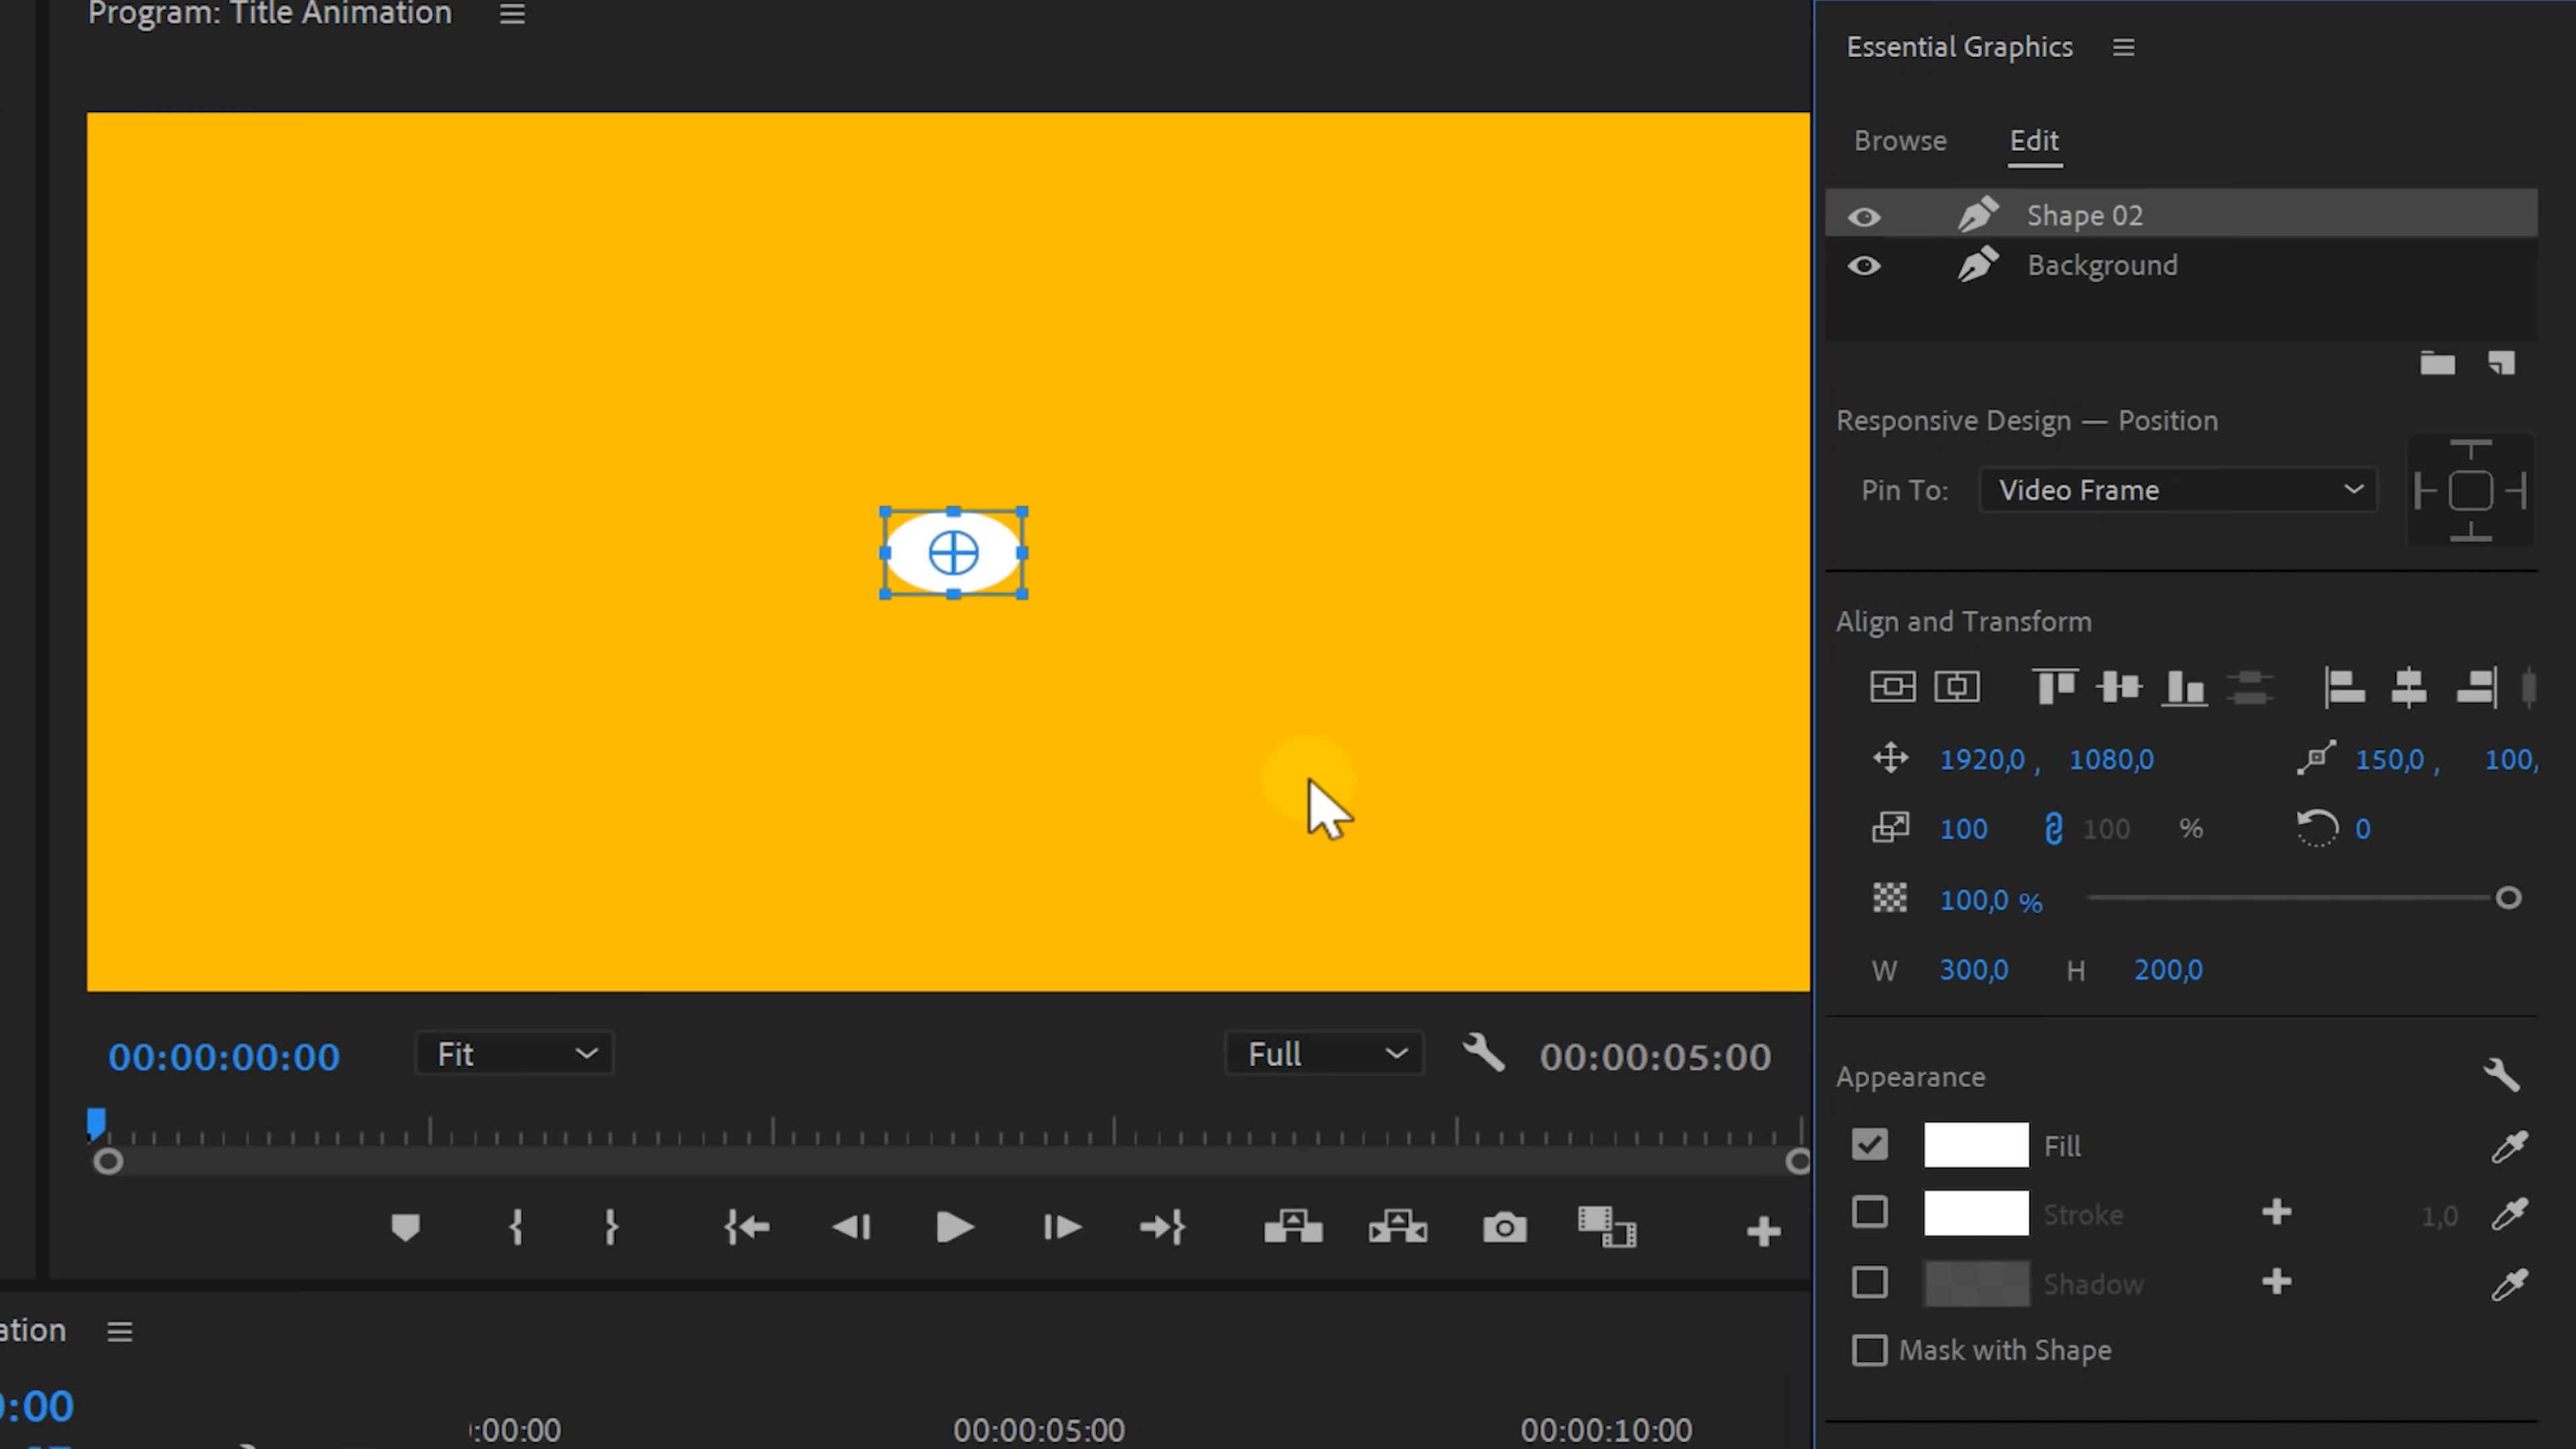 Program: Title Animation
Essential Graphics
Browse Edit
Shape 02
Background
Responsive Design — Position
Pin To: Video Frame
Align and Transform
1920,0 , 1080,0 150,0 , 100,
100 100 % 0
100,0 %
W 300,0 H 200,0
00:00:00:00 Fit Full 00:00:05:00
Appearance
Fill
Stroke 1,0
Shadow
Mask with Shape
ation
:00
:00:00 00:00:05:00 00:00:10:00